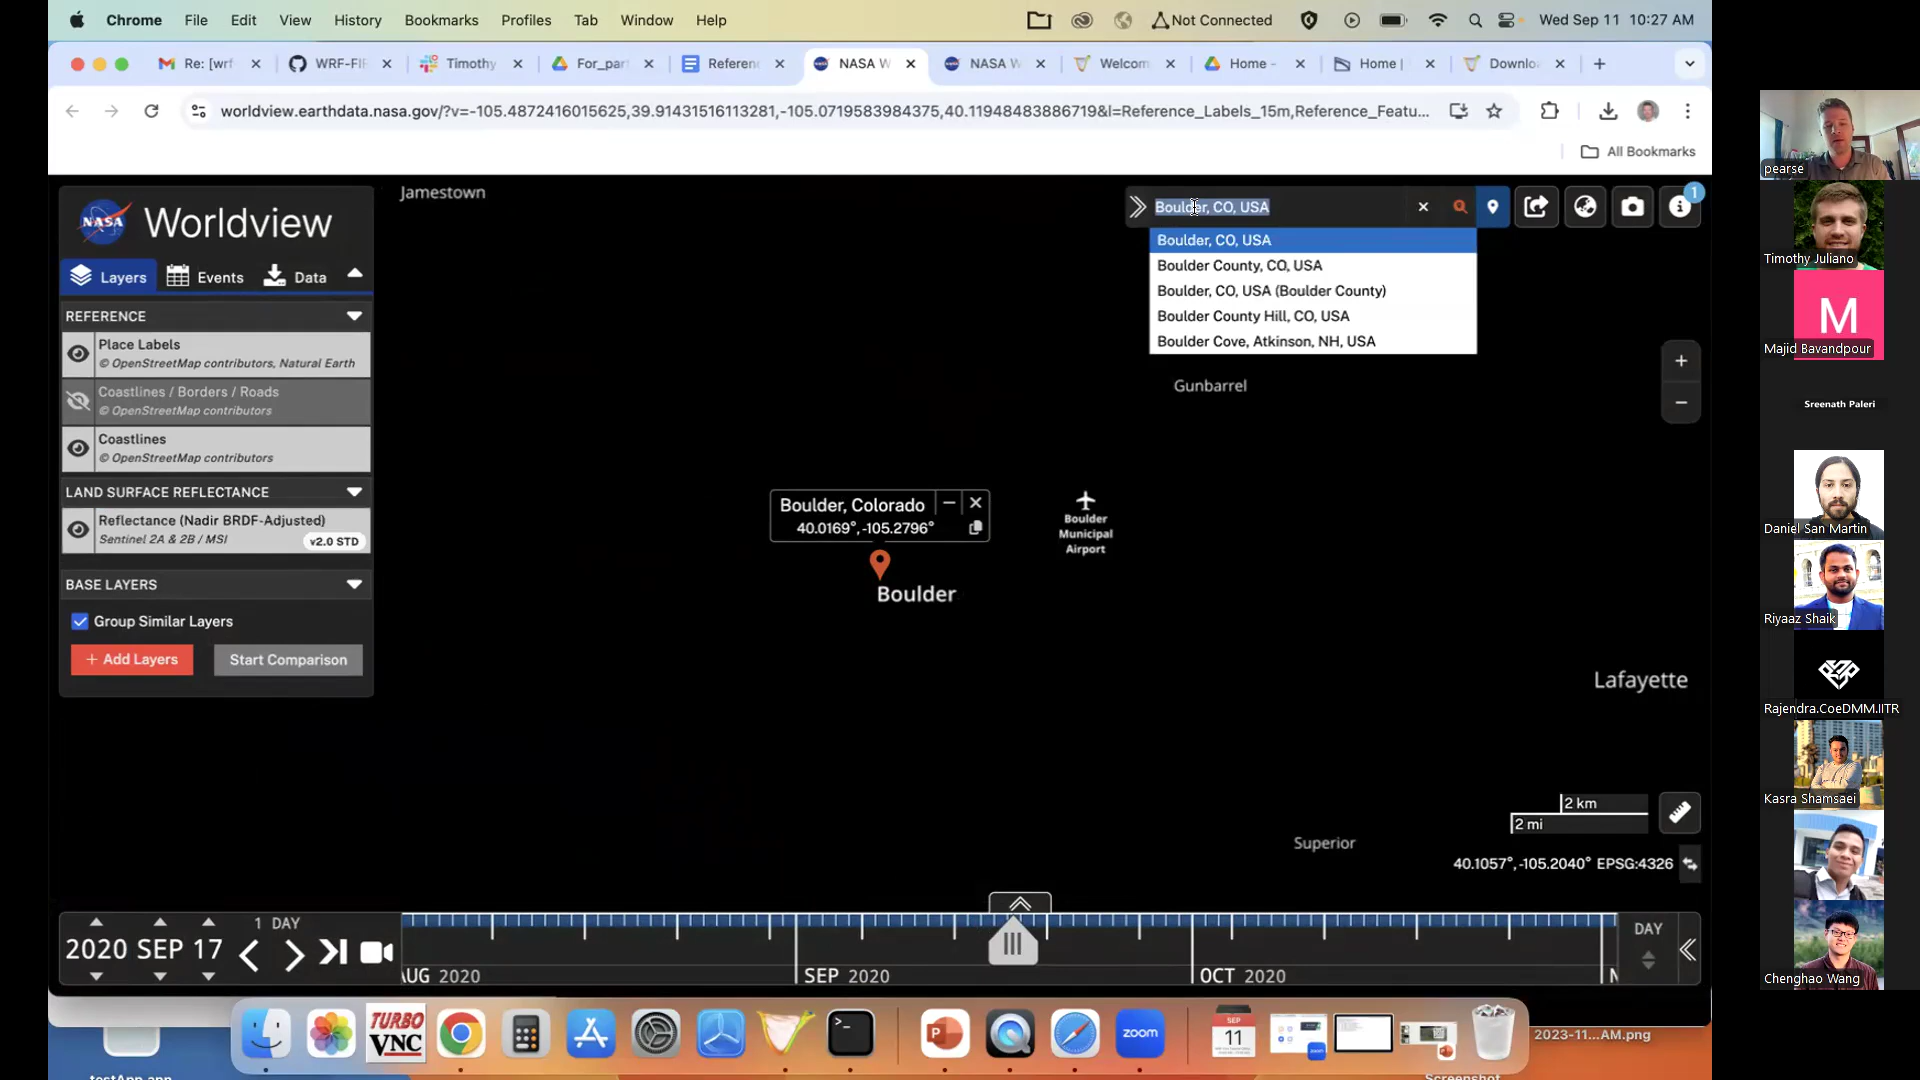 Chrome File Edit View History Bookmarks Profiles Tab Window Help Not Connected Wed Sep 11 10:27 AM
Re: [wrf- WRF-FIF Timothy For_par Referenc NASA W NASA W Welcom Home - Home | Downlo
worldview.earthdata.nasa.gov/?v=-105.4872416015625,39.91431516113281,-105.0719583984375,40.11948483886719&l=Reference_Labels_15m,Reference_Featu...
All Bookmarks
NASA Worldview
Layers Events Data
REFERENCE
Place Labels
© OpenStreetMap contributors, Natural Earth
Coastlines / Borders / Roads
© OpenStreetMap contributors
Coastlines
© OpenStreetMap contributors
LAND SURFACE REFLECTANCE
Reflectance (Nadir BRDF-Adjusted)
Sentinel 2A & 2B / MSI v2.0 STD
BASE LAYERS
Group Similar Layers
+ Add Layers Start Comparison
Jamestown
Boulder, CO, USA
1
Boulder, CO, USA
Boulder County, CO, USA
Boulder, CO, USA (Boulder County)
Boulder County Hill, CO, USA
Boulder Cove, Atkinson, NH, USA
Gunbarrel
+
−
Boulder, Colorado
40.0169°, -105.2796°
Boulder
Municipal
Airport
Boulder
Lafayette
Superior
2 km
2 mi
40.1057°, -105.2040° EPSG:4326
1 DAY
2020 SEP 17
AUG 2020 SEP 2020 OCT 2020 N
DAY
TURBO
VNC
zoom
SEP
11
2023-11...AM.png
testApp.app
Screenshot
pearse
Timothy Juliano
M
Majid Bavandpour
Sreenath Paleri
Daniel San Martin
Riyaaz Shaik
Rajendra.CoeDMM.IITR
Kasra Shamsaei
Chenghao Wang